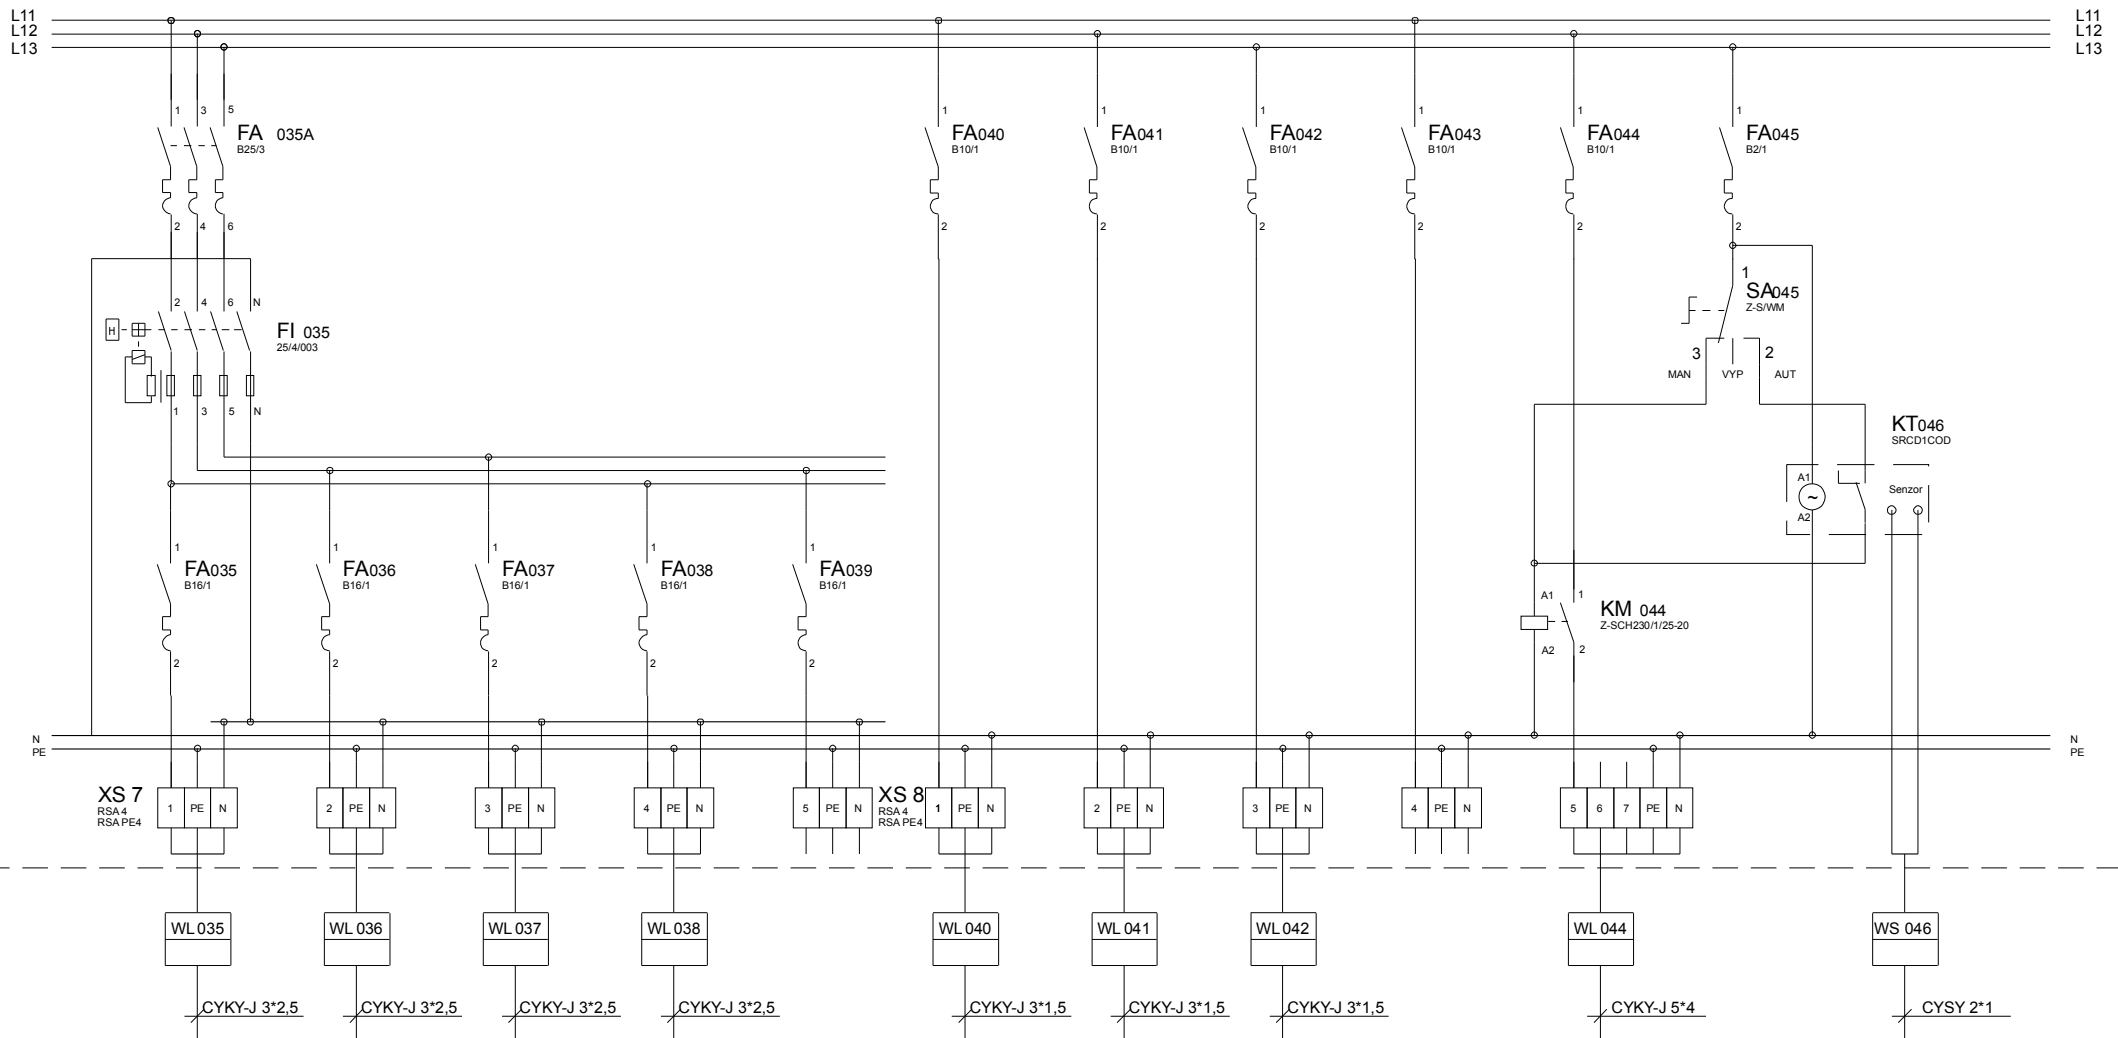 L11 L11
L12 L12
L13 L13
1 3 5 1 1 1 1 1 1
FA 035A FA040 FA041 FA042 FA043 FA044 FA045
B25/3 B10/1 B10/1 B10/1 B10/1 B10/1 B2/1
2 4 6 2 2 2 2 2 2
1
SA045
Z-S/WM
2 4 6 N
H
FI 035
25/4/003
3 2
MAN VYP AUT
1 3 5 N
KT046
SRCD1COD
A1 Senzor
~
A2
1 1 1 1 1
FA035 FA036 FA037 FA038 FA039
B16/1 B16/1 B16/1 B16/1 B16/1
2 2 2 2 2
A1 1
KM 044
Z-SCH230/1/25-20
A2 2
N N
PE PE
XS 7 XS 8
RSA 4 RSA 4
RSA PE4 RSA PE4
1 PE N 2 PE N 3 PE N 4 PE N 5 PE N 1 PE N 2 PE N 3 PE N 4 PE N 5 6 7 PE N
WL 035 WL 036 WL 037 WL 038 WL 040 WL 041 WL 042 WL 044 WS 046
CYKY-J 3*2,5 CYKY-J 3*2,5 CYKY-J 3*2,5 CYKY-J 3*2,5 CYKY-J 3*1,5 CYKY-J 3*1,5 CYKY-J 3*1,5 CYKY-J 5*4 CYSY 2*1